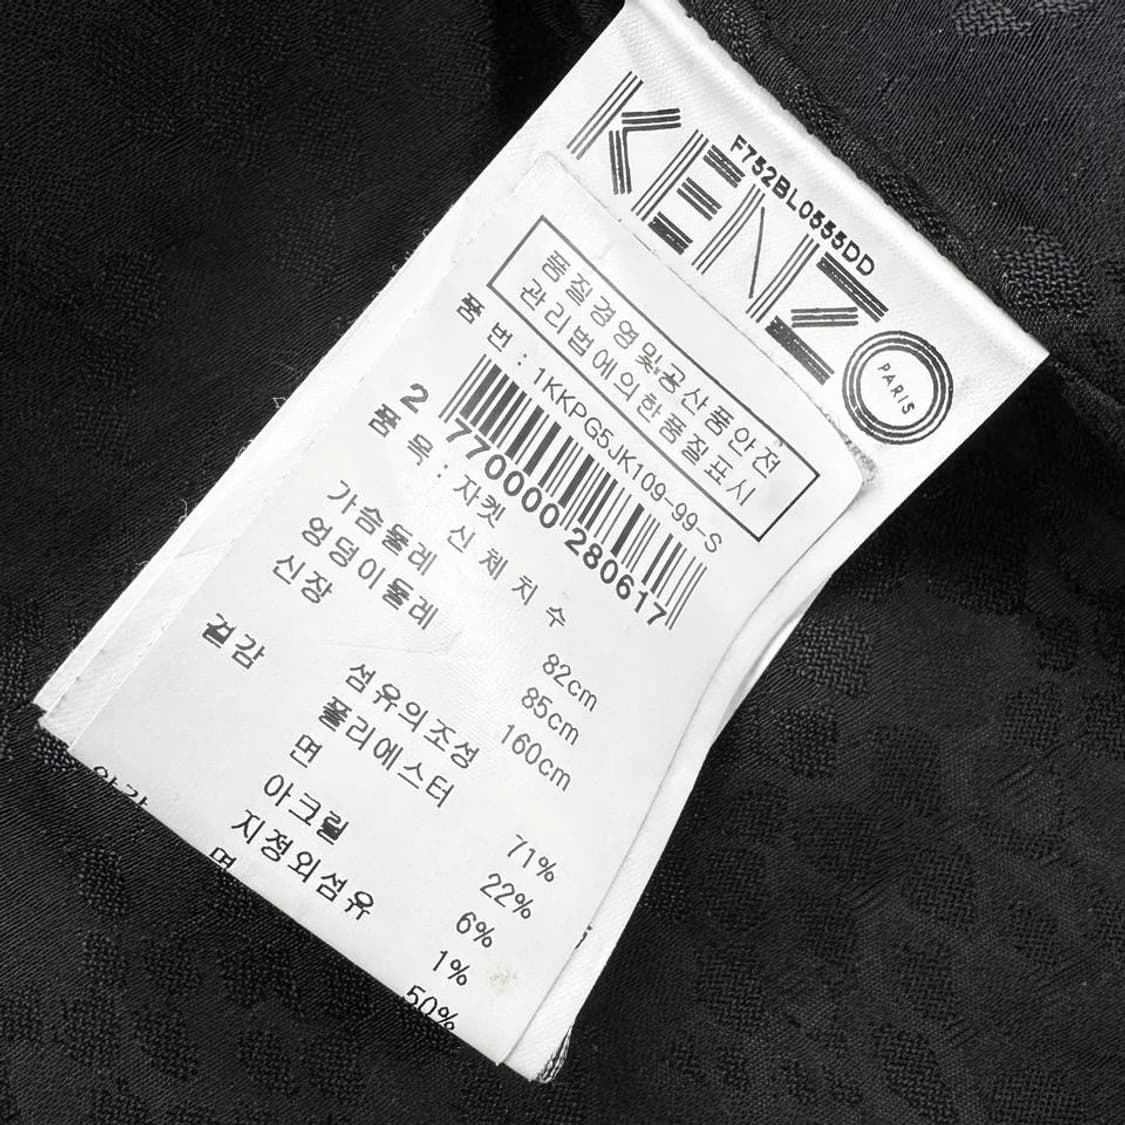 KENZO
PARIS
F752BL0555DD
품질경영및공산품안전
관리법에의한품질표시
품 번 : 1KKPG5JK109-99-S
2 770000 280617
품 목 : 자켓
신 체 치 수
가슴둘레 82cm
엉덩이둘레 85cm
신장 160cm
섬유의조성
겉감 폴리에스터 71%
면 22%
아크릴 6%
지정외섬유 1%
안감 면 50%